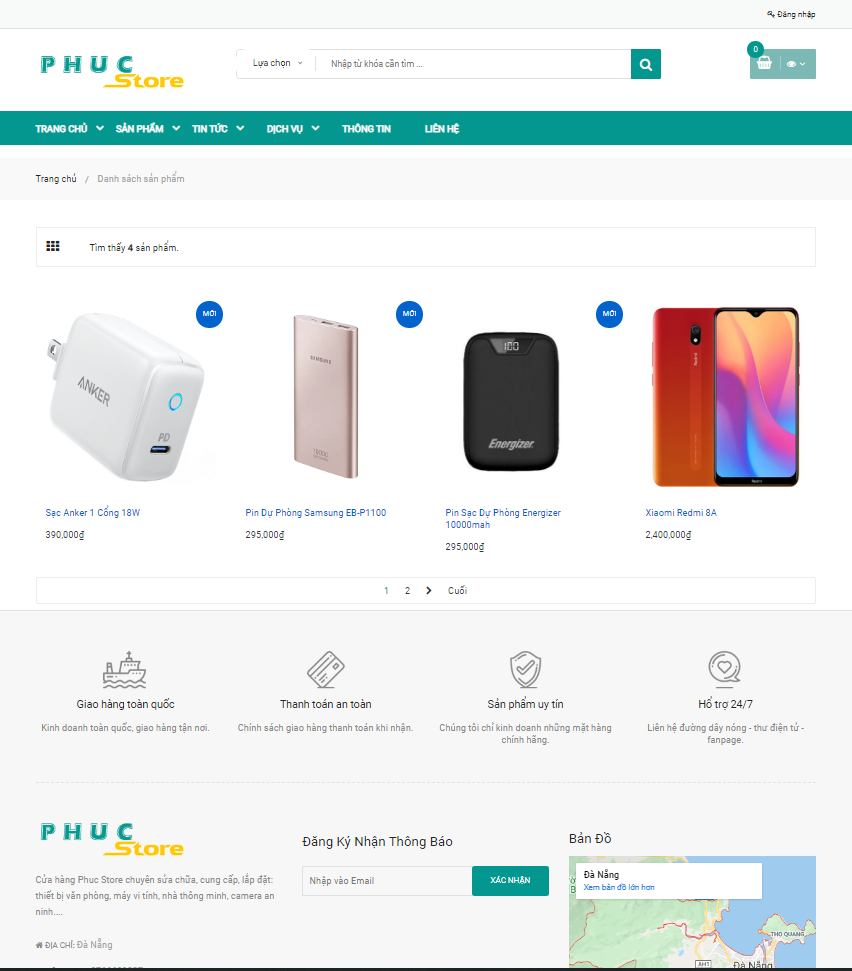 Đăng nhập
PHUC
Store
Lựa chọn
Nhập từ khóa cần tìm ...
0
TRANG CHỦ
SẢN PHẨM
TIN TỨC
DỊCH VỤ
THÔNG TIN
LIÊN HỆ
Trang chủ / Danh sách sản phẩm
Tìm thấy 4 sản phẩm.
MỚI
MỚI
MỚI
ANKER
PD
SAMSUNG
10000
100
Energizer.
Redmi
Redmi
Sạc Anker 1 Cổng 18W
390,000₫
Pin Dự Phòng Samsung EB-P1100
295,000₫
Pin Sạc Dự Phòng Energizer
10000mah
295,000₫
Xiaomi Redmi 8A
2,400,000₫
1 2 Cuối
Giao hàng toàn quốc
Kinh doanh toàn quốc, giao hàng tận nơi.
Thanh toán an toàn
Chính sách giao hàng thanh toán khi nhận.
Sản phẩm uy tín
Chúng tôi chỉ kinh doanh những mặt hàng
chính hãng.
Hổ trợ 24/7
Liên hệ đường dây nóng - thư điện tử -
fanpage.
PHUC
Store
Cửa hàng Phuc Store chuyên sửa chữa, cung cấp, lắp đặt:
thiết bị văn phòng, máy vi tính, nhà thông minh, camera an
ninh....
ĐỊA CHỈ: Đà Nẵng
Đăng Ký Nhận Thông Báo
Nhập vào Email
XÁC NHẬN
Bản Đồ
Đà Nẵng
Xem bản đồ lớn hơn
THỌ QUANG
AH1
Đà Nẵng